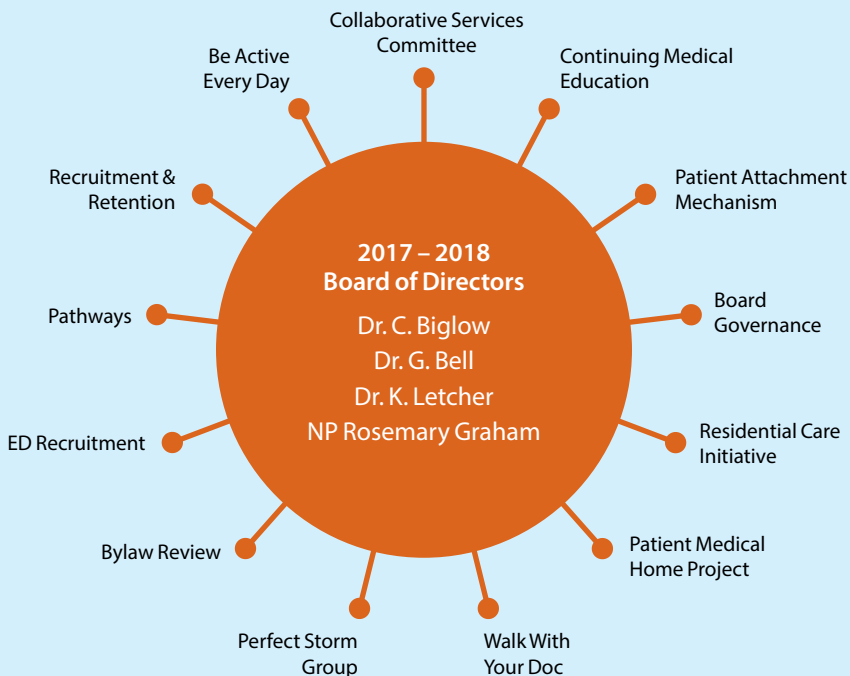 Collaborative Services
Committee
Continuing Medical
Education
Patient Attachment
Mechanism
Board
Governance
Residential Care
Initiative
Patient Medical
Home Project
Walk With
Your Doc
Perfect Storm
Group
Bylaw Review
ED Recruitment
Pathways
Recruitment &
Retention
Be Active
Every Day
2017 – 2018
Board of Directors
Dr. C. Biglow
Dr. G. Bell
Dr. K. Letcher
NP Rosemary Graham